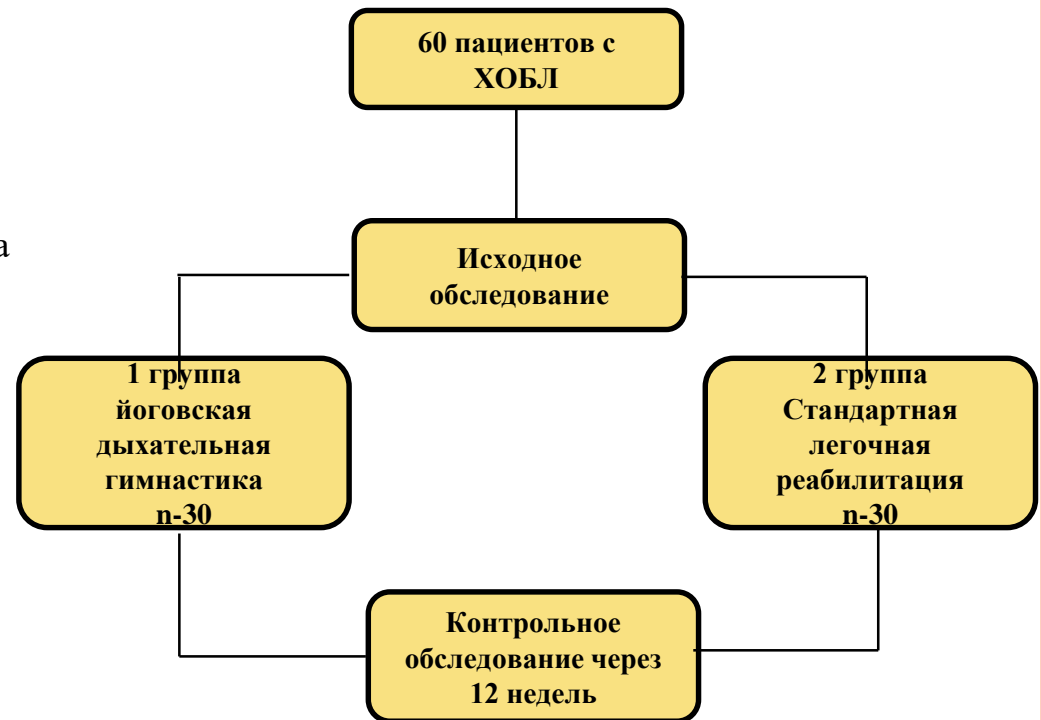 60 пациентов с
ХОБЛ
а
Исходное
обследование
1 группа
йоговская
дыхательная
гимнастика
n-30
2 группа
Стандартная
легочная
реабилитация
n-30
Контрольное
обследование через
12 недель